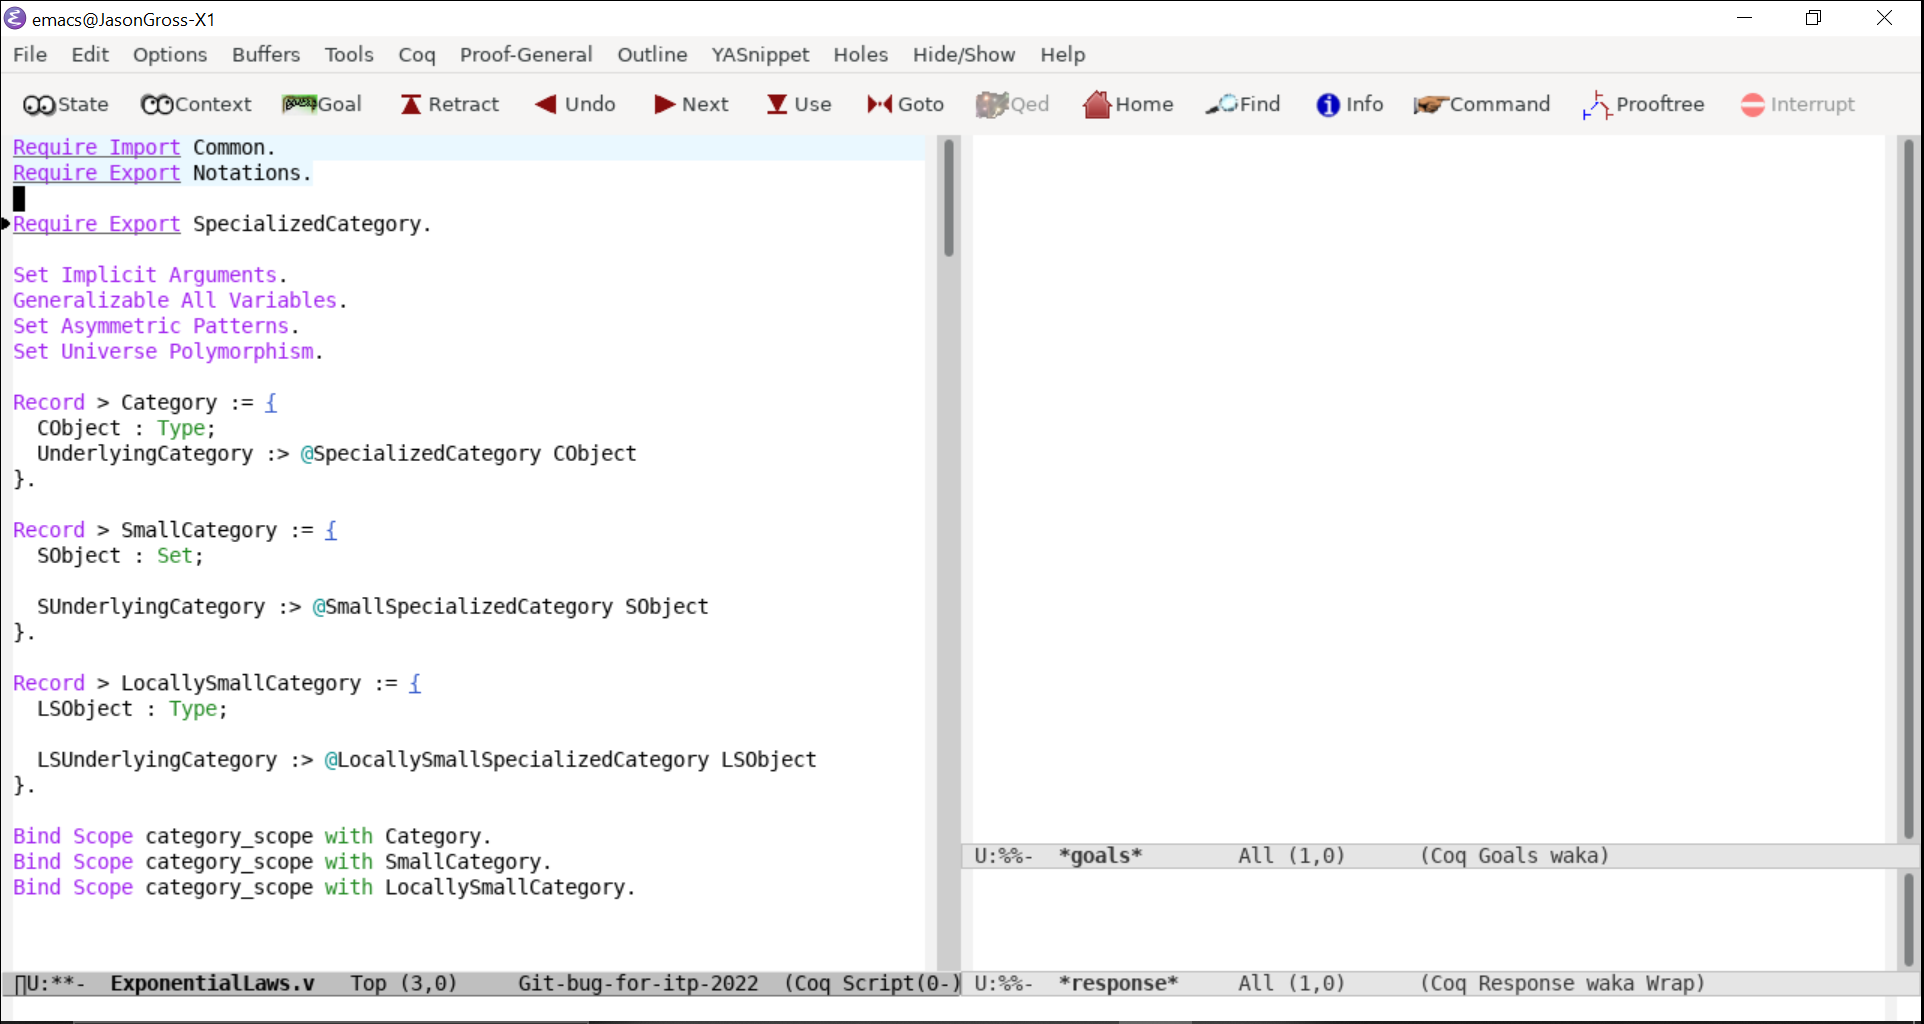 emacs@JasonGross-X1
File Edit Options Buffers Tools Coq Proof-General Outline YASnippet Holes Hide/Show Help
State Context Goal Retract Undo Next Use Goto Qed Home Find Info Command Prooftree Interrupt
Require Import Common.
Require Export Notations.
Require Export SpecializedCategory.
Set Implicit Arguments.
Generalizable All Variables.
Set Asymmetric Patterns.
Set Universe Polymorphism.
Record > Category := {
CObject : Type;
UnderlyingCategory :> @SpecializedCategory CObject
}.
Record > SmallCategory := {
SObject : Set;
SUnderlyingCategory :> @SmallSpecializedCategory SObject
}.
Record > LocallySmallCategory := {
LSObject : Type;
LSUnderlyingCategory :> @LocallySmallSpecializedCategory LSObject
}.
Bind Scope category_scope with Category.
Bind Scope category_scope with SmallCategory.
Bind Scope category_scope with LocallySmallCategory.
U:**- ExponentialLaws.v Top (3,0) Git-bug-for-itp-2022 (Coq Script(0-)
U:%%- *goals* All (1,0) (Coq Goals waka)
U:%%- *response* All (1,0) (Coq Response waka Wrap)